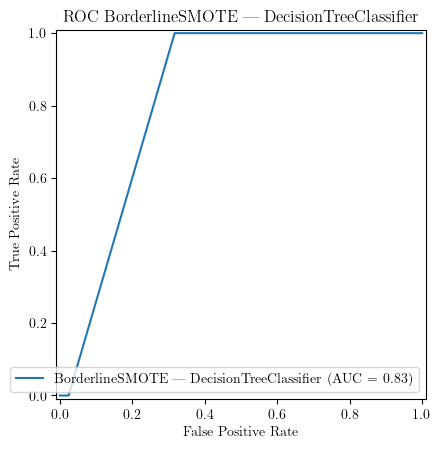 ROC BorderlineSMOTE — DecisionTreeClassifier
1.0
0.8
0.6
0.4
0.2
0.0
True Positive Rate
BorderlineSMOTE — DecisionTreeClassifier (AUC = 0.83)
0.0 0.2 0.4 0.6 0.8 1.0
False Positive Rate